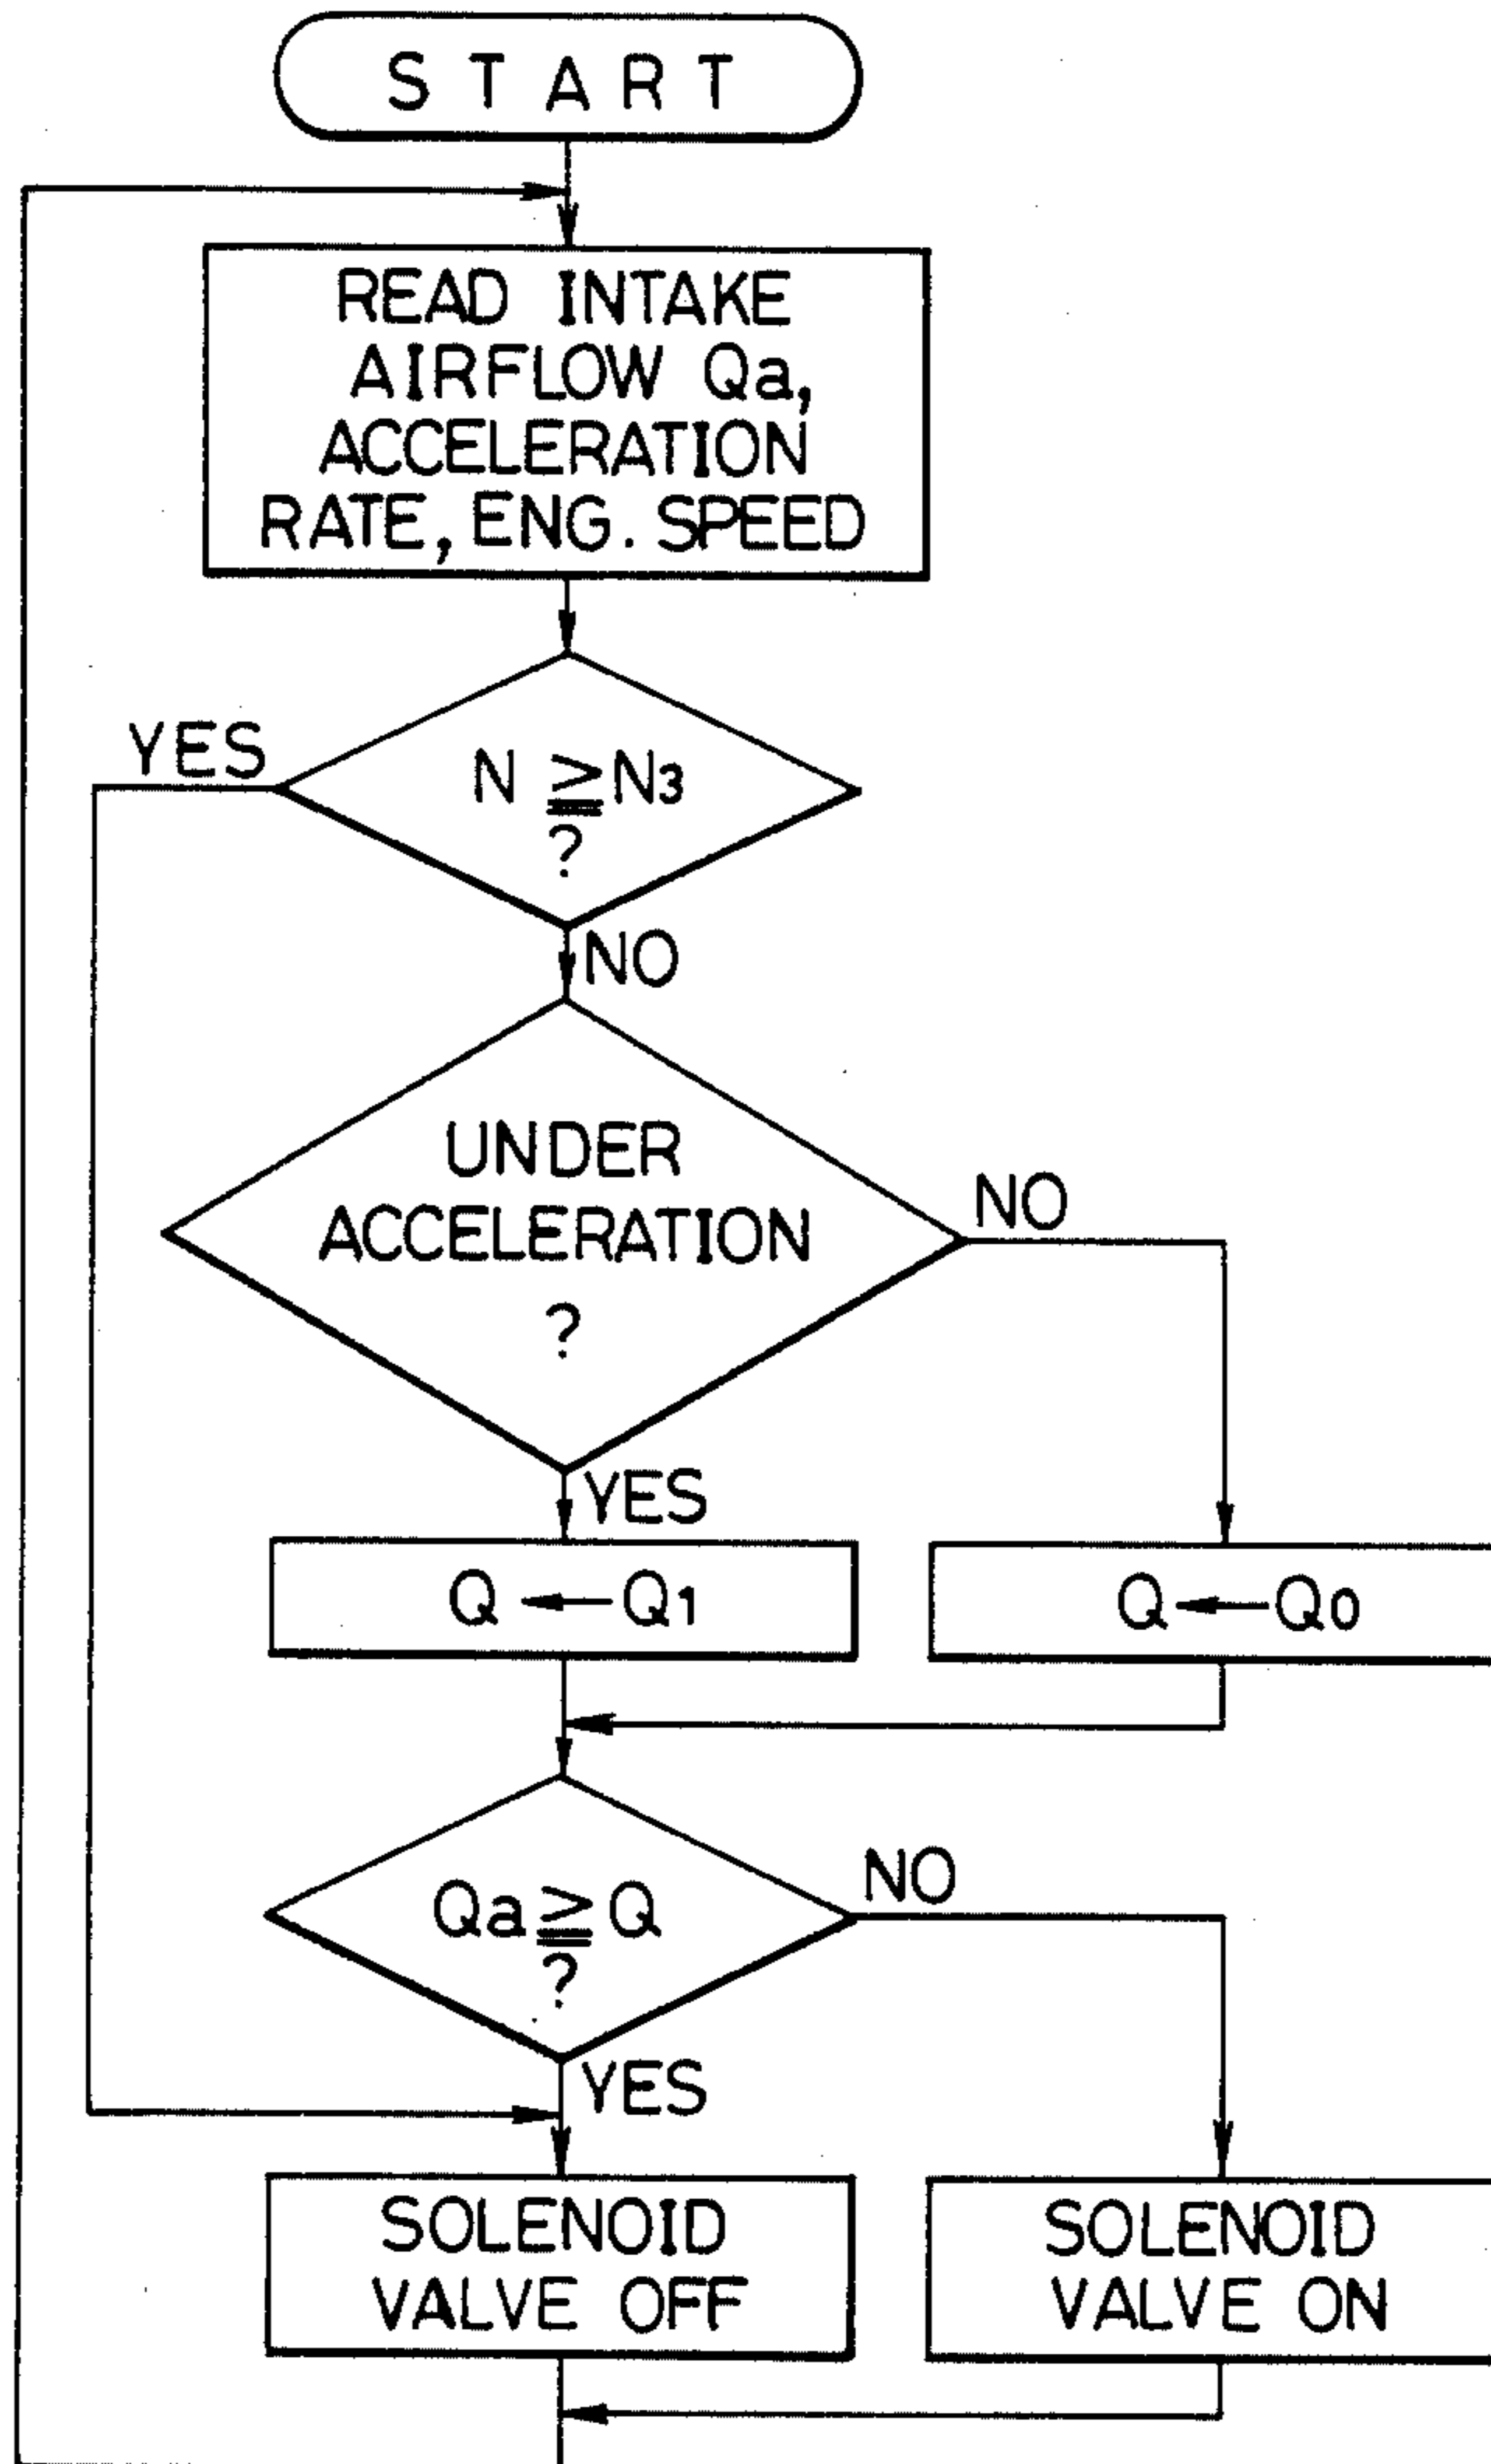 START
READ INTAKE
AIRFLOW Qa,
ACCELERATION
RATE, ENG. SPEED
YES
N ≧ N3
?
NO
UNDER
ACCELERATION
?
NO
YES
Q ← Q1
Q ← Q0
Qa ≧ Q
?
NO
YES
SOLENOID
VALVE OFF
SOLENOID
VALVE ON